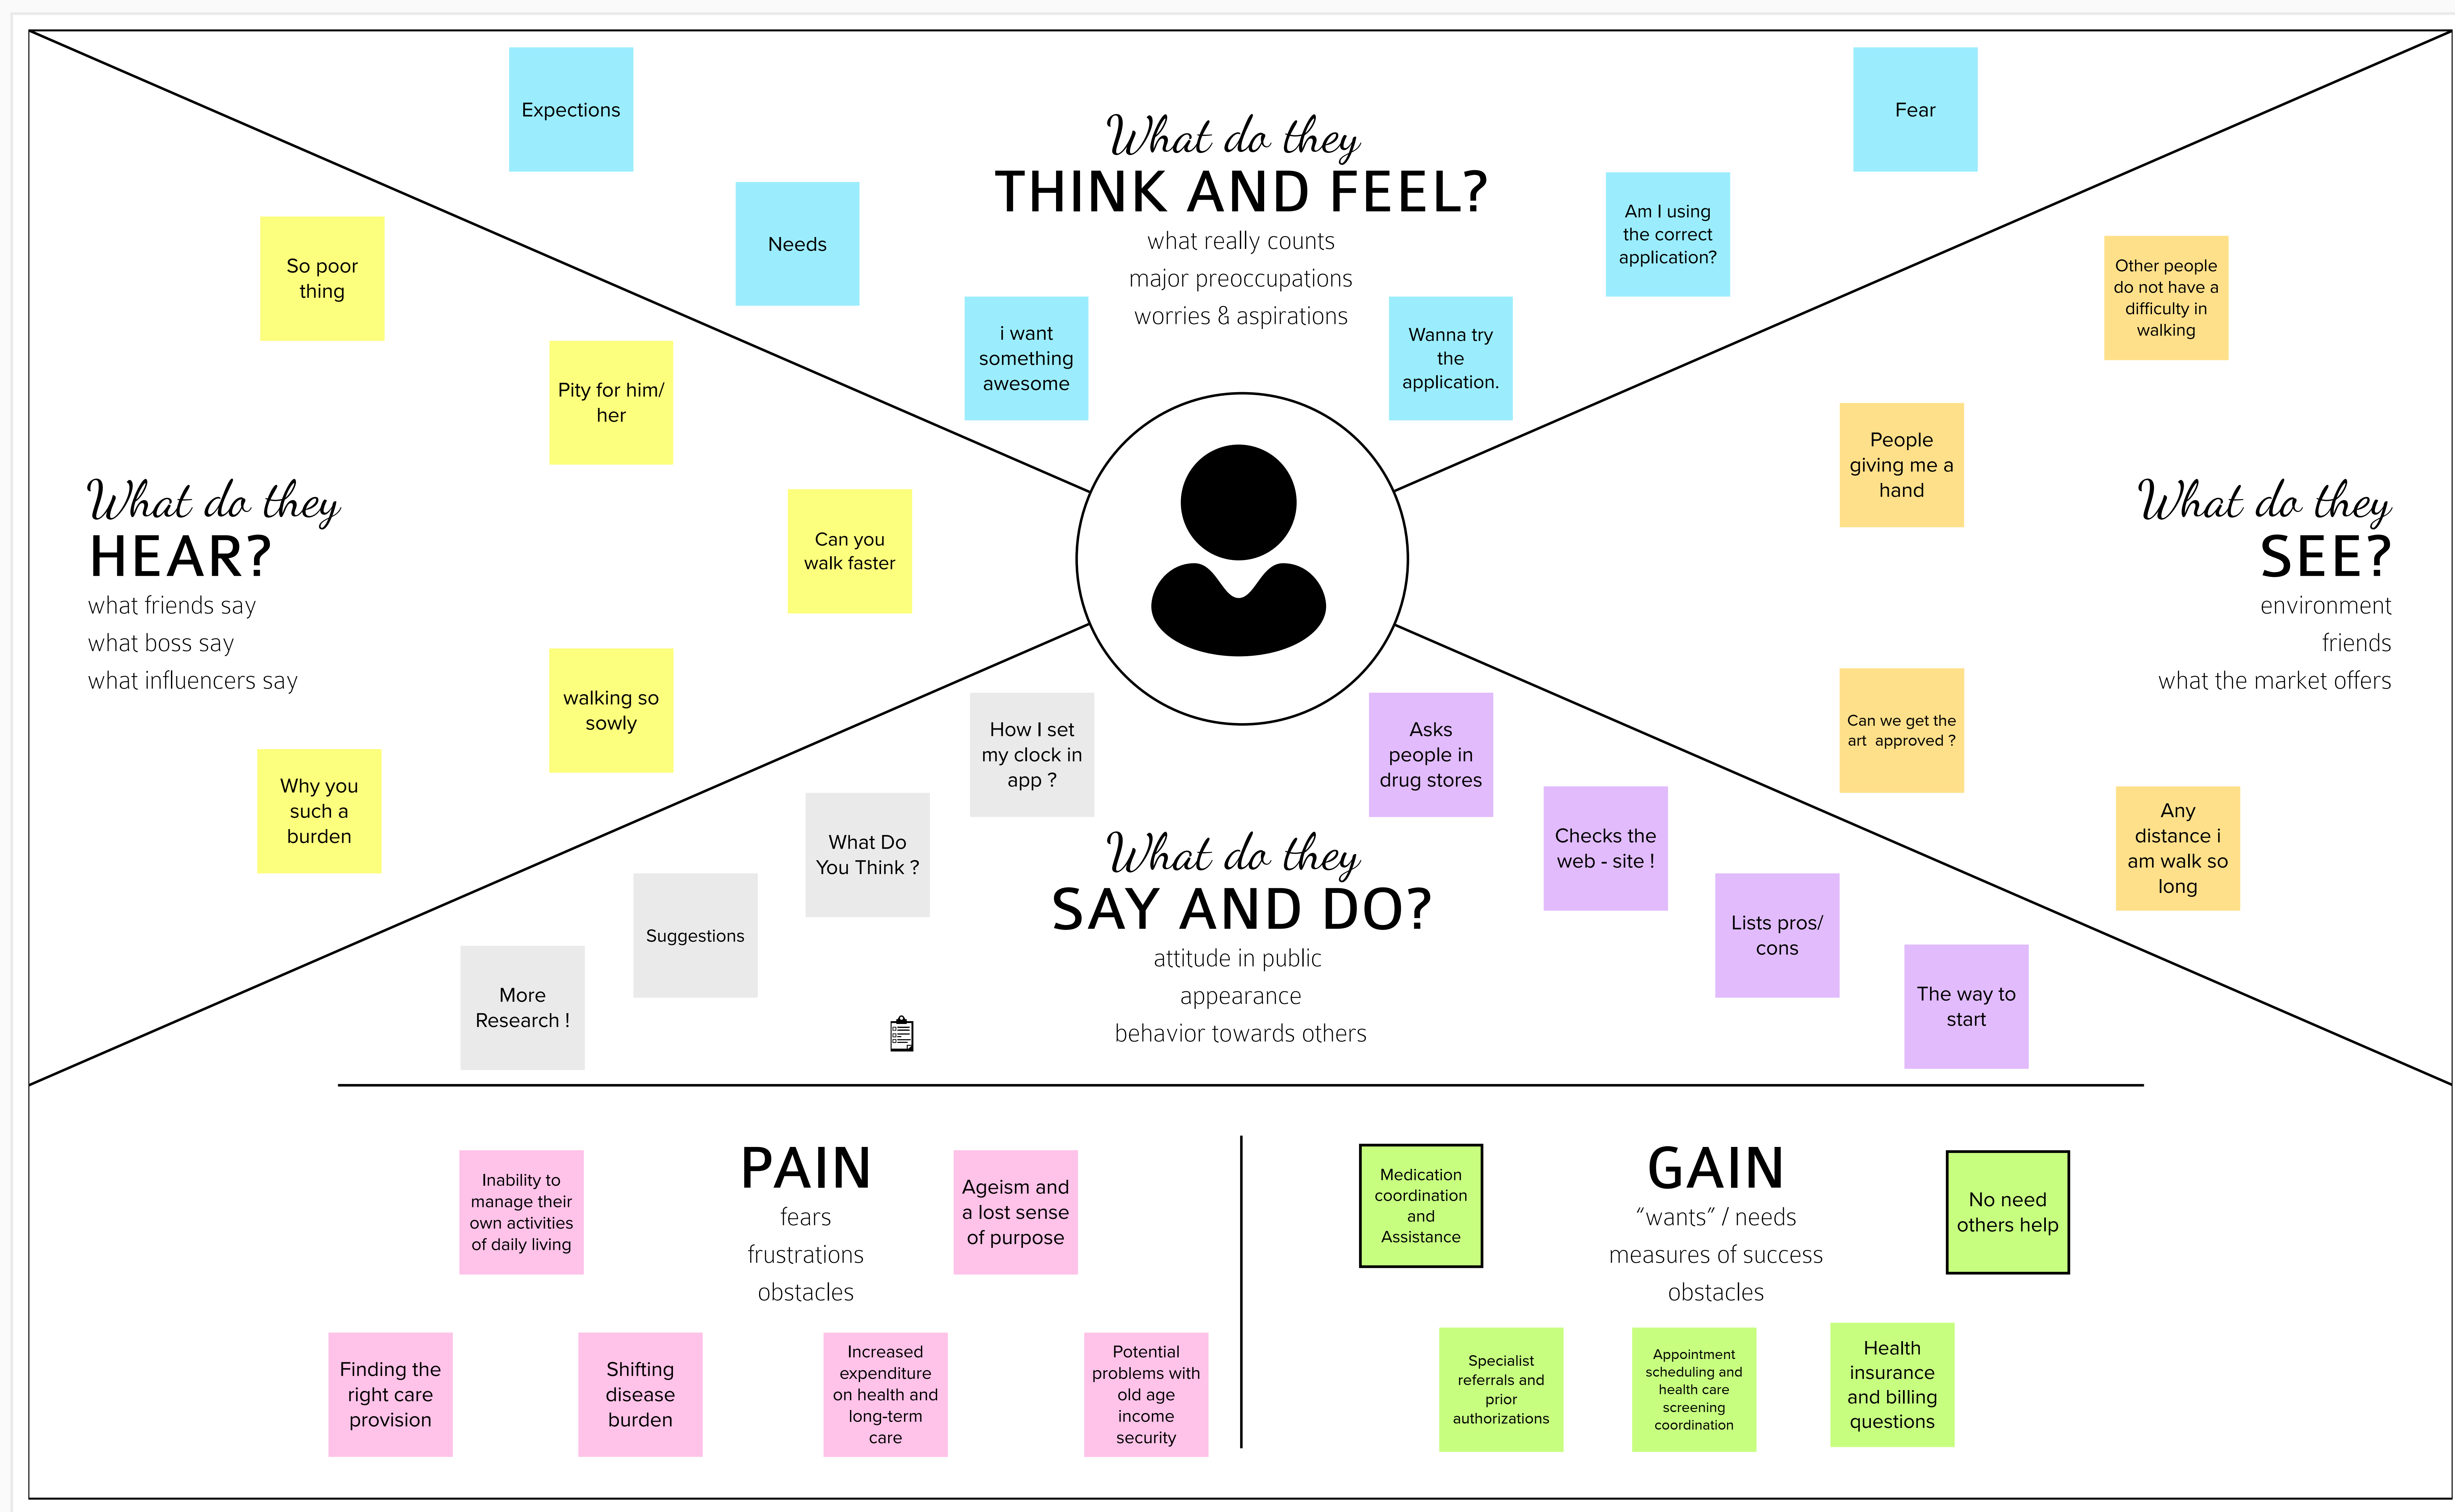 Expections
Needs
i want
something
awesome
What do they
THINK AND FEEL?
what really counts
major preoccupations
worries & aspirations
Wanna try
the
application.
Am I using
the correct
application?
Fear
So poor
thing
Pity for him/
her
Can you
walk faster
What do they
HEAR?
what friends say
what boss say
what influencers say
walking so
sowly
Why you
such a
burden
Other people
do not have a
difficulty in
walking
People
giving me a
hand
What do they
SEE?
environment
friends
what the market offers
Can we get the
art approved ?
Any
distance i
am walk so
long
How I set
my clock in
app ?
What Do
You Think ?
Suggestions
More
Research !
What do they
SAY AND DO?
attitude in public
appearance
behavior towards others
Asks
people in
drug stores
Checks the
web - site !
Lists pros/
cons
The way to
start
PAIN
fears
frustrations
obstacles
Inability to
manage their
own activities
of daily living
Ageism and
a lost sense
of purpose
Finding the
right care
provision
Shifting
disease
burden
Increased
expenditure
on health and
long-term
care
Potential
problems with
old age
income
security
GAIN
“wants” / needs
measures of success
obstacles
Medication
coordination
and
Assistance
No need
others help
Specialist
referrals and
prior
authorizations
Appointment
scheduling and
health care
screening
coordination
Health
insurance
and billing
questions